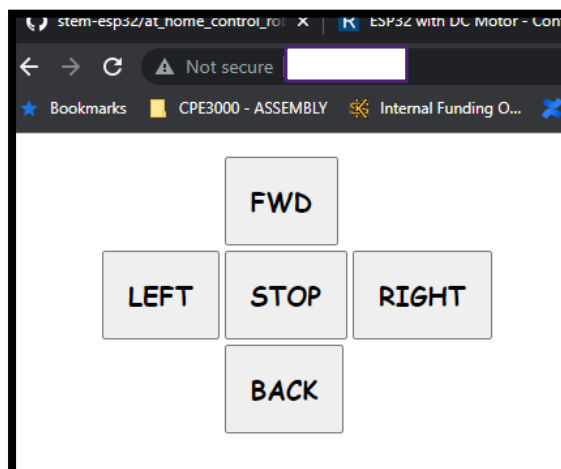 stem-esp32/at_home_control_ro
ESP32 with DC Motor - Con
Not secure
Bookmarks CPE3000 - ASSEMBLY Internal Funding O...
FWD
LEFT STOP RIGHT
BACK